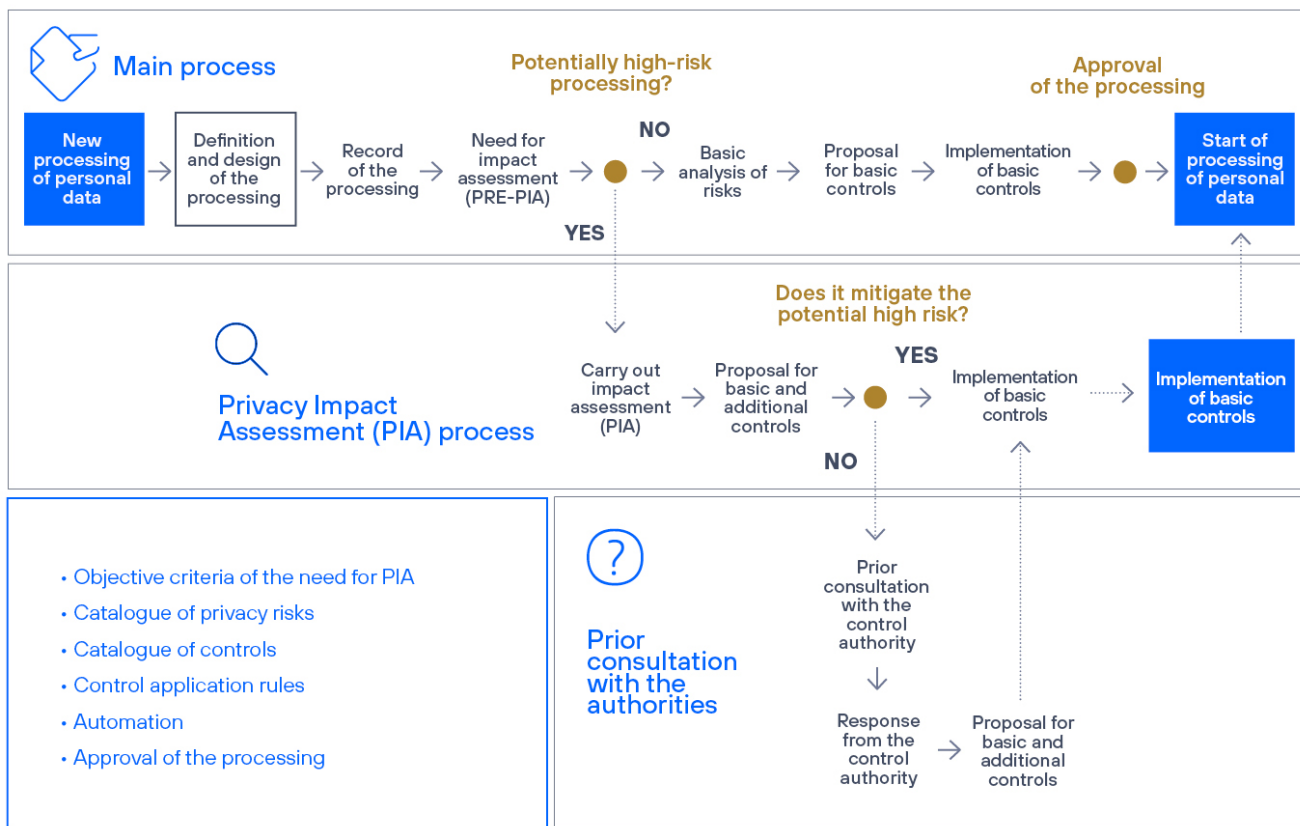 Main process
Potentially high-risk
processing?
Approval
of the processing
New
processing
of personal
data
Definition
and design
of the
processing
Record
of the
processing
Need for
impact
assessment
(PRE-PIA)
NO
YES
Basic
analysis of
risks
Proposal
for basic
controls
Implementation
of basic
controls
Start of
processing
of personal
data
Privacy Impact
Assessment (PIA) process
Does it mitigate the
potential high risk?
Carry out
impact
assessment
(PIA)
Proposal for
basic and
additional
controls
YES
NO
Implementation
of basic
controls
Implementation
of basic
controls
• Objective criteria of the need for PIA
• Catalogue of privacy risks
• Catalogue of controls
• Control application rules
• Automation
• Approval of the processing
?
Prior
consultation
with the
authorities
Prior
consultation
with the
control
authority
Response
from the
control
authority
Proposal for
basic and
additional
controls